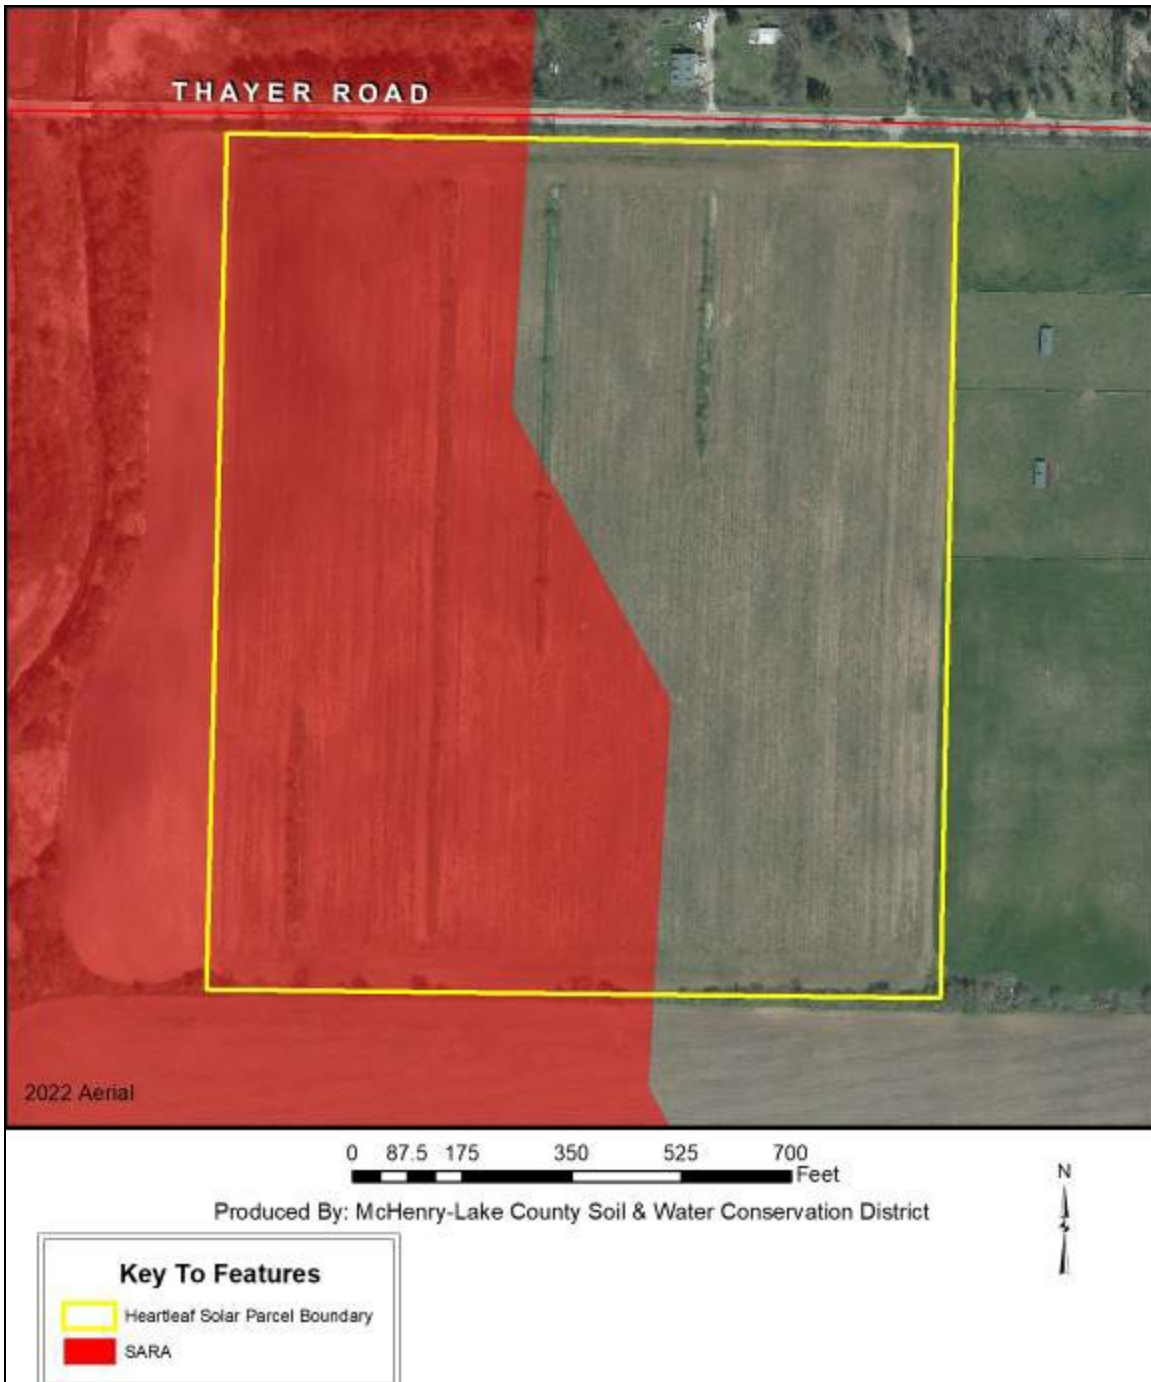 THAYER ROAD
2022 Aerial
0 87.5 175 350 525 700
Feet
N
Produced By: McHenry-Lake County Soil & Water Conservation District
Key To Features
Heartleaf Solar Parcel Boundary
SARA